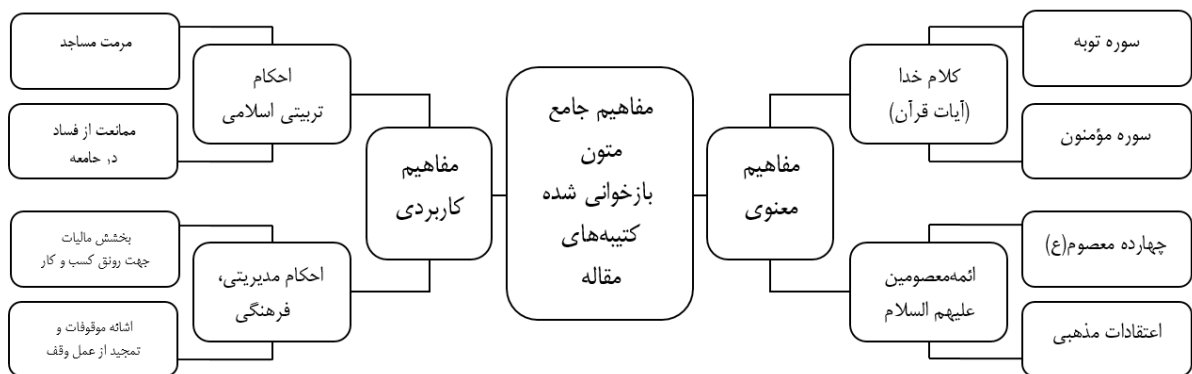 سوره توبه
سوره مؤمنون
کلام خدا
(آیات قرآن)
چهارده معصوم(ع)
اعتقادات مذهبی
ائمه‌معصومین
علیهم السلام
مفاهیم
معنوی
مفاهیم جامع
متون
بازخوانی شده
کتیبه‌های
مقاله
مفاهیم
کاربردی
احکام
تربیتی اسلامی
مرمت مساجد
ممانعت از فساد
در جامعه
احکام مدیریتی،
فرهنگی
بخشش مالیات
جهت رونق کسب و کار
اشائه موقوفات و
تمجید از عمل وقف